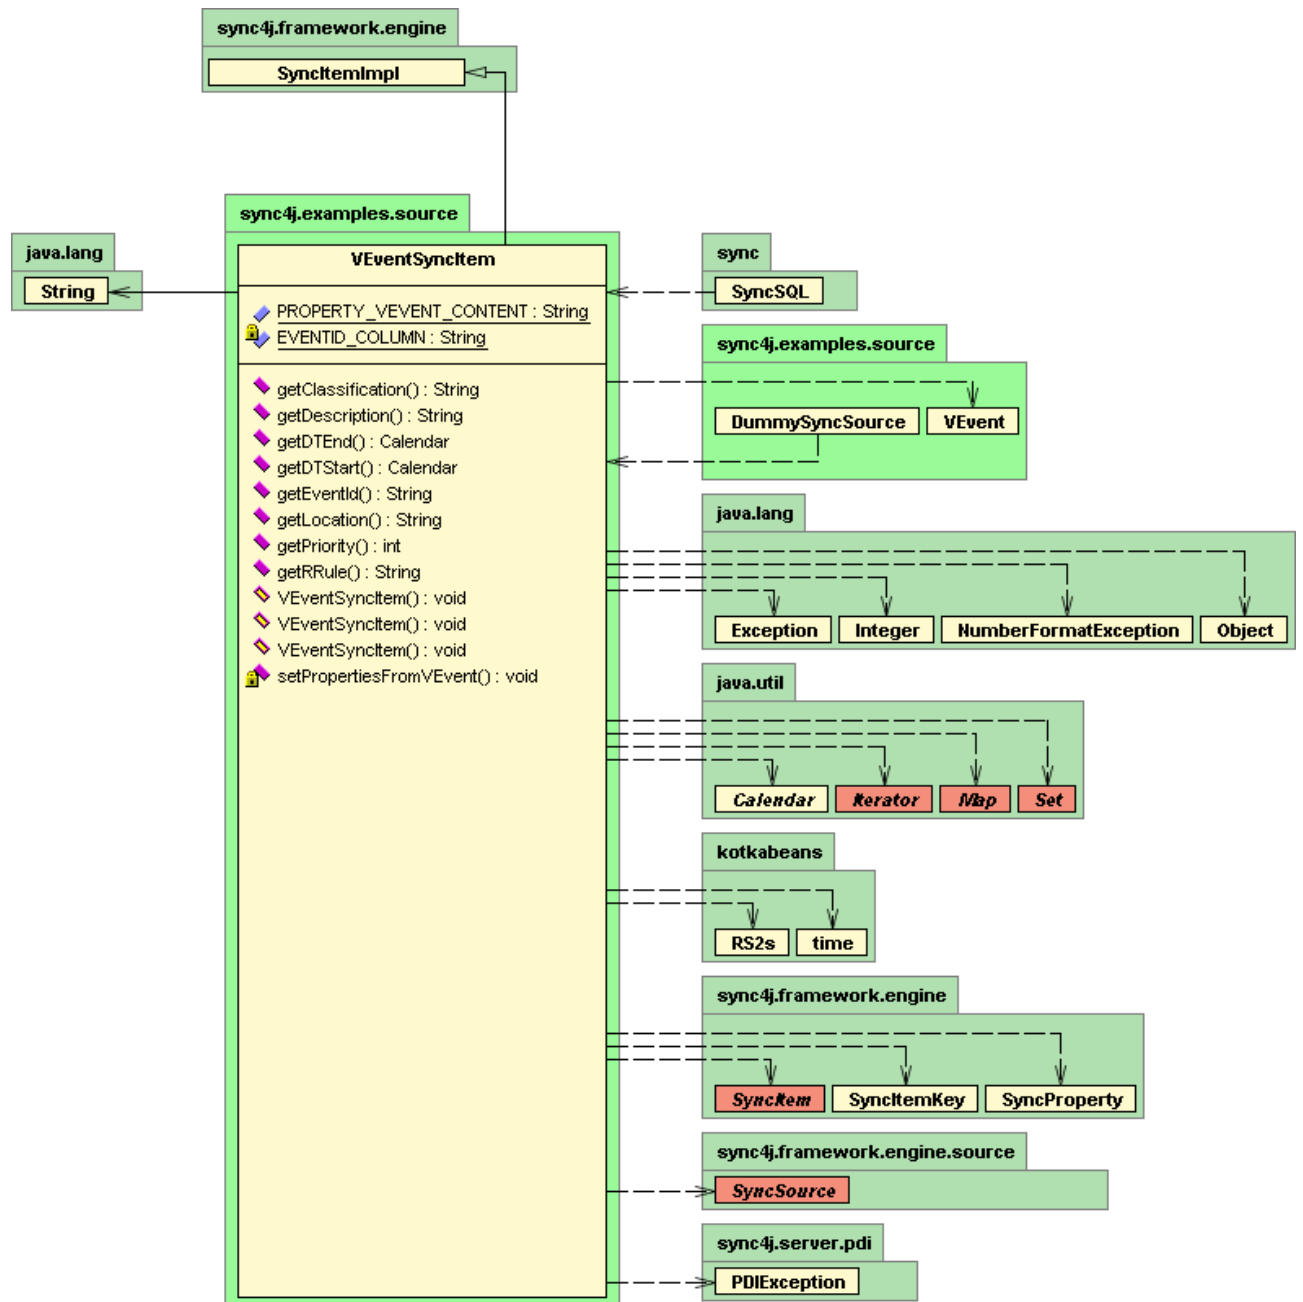 sync4j.framework.engine
SyncItemImpl
sync4j.examples.source
VEventSyncItem
PROPERTY_VEVENT_CONTENT : String
EVENTID_COLUMN : String
getClassification() : String
getDescription() : String
getDTEnd() : Calendar
getDTStart() : Calendar
getEventId() : String
getLocation() : String
getPriority() : int
getRRule() : String
VEventSyncItem() : void
VEventSyncItem() : void
VEventSyncItem() : void
setPropertiesFromVEvent() : void
java.lang
String
sync
SyncSQL
sync4j.examples.source
DummySyncSource VEvent
java.lang
Exception Integer NumberFormatException Object
java.util
Calendar Iterator Map Set
kotkabeans
RS2s time
sync4j.framework.engine
SyncItem SyncItemKey SyncProperty
sync4j.framework.engine.source
SyncSource
sync4j.server.pdi
PDIException